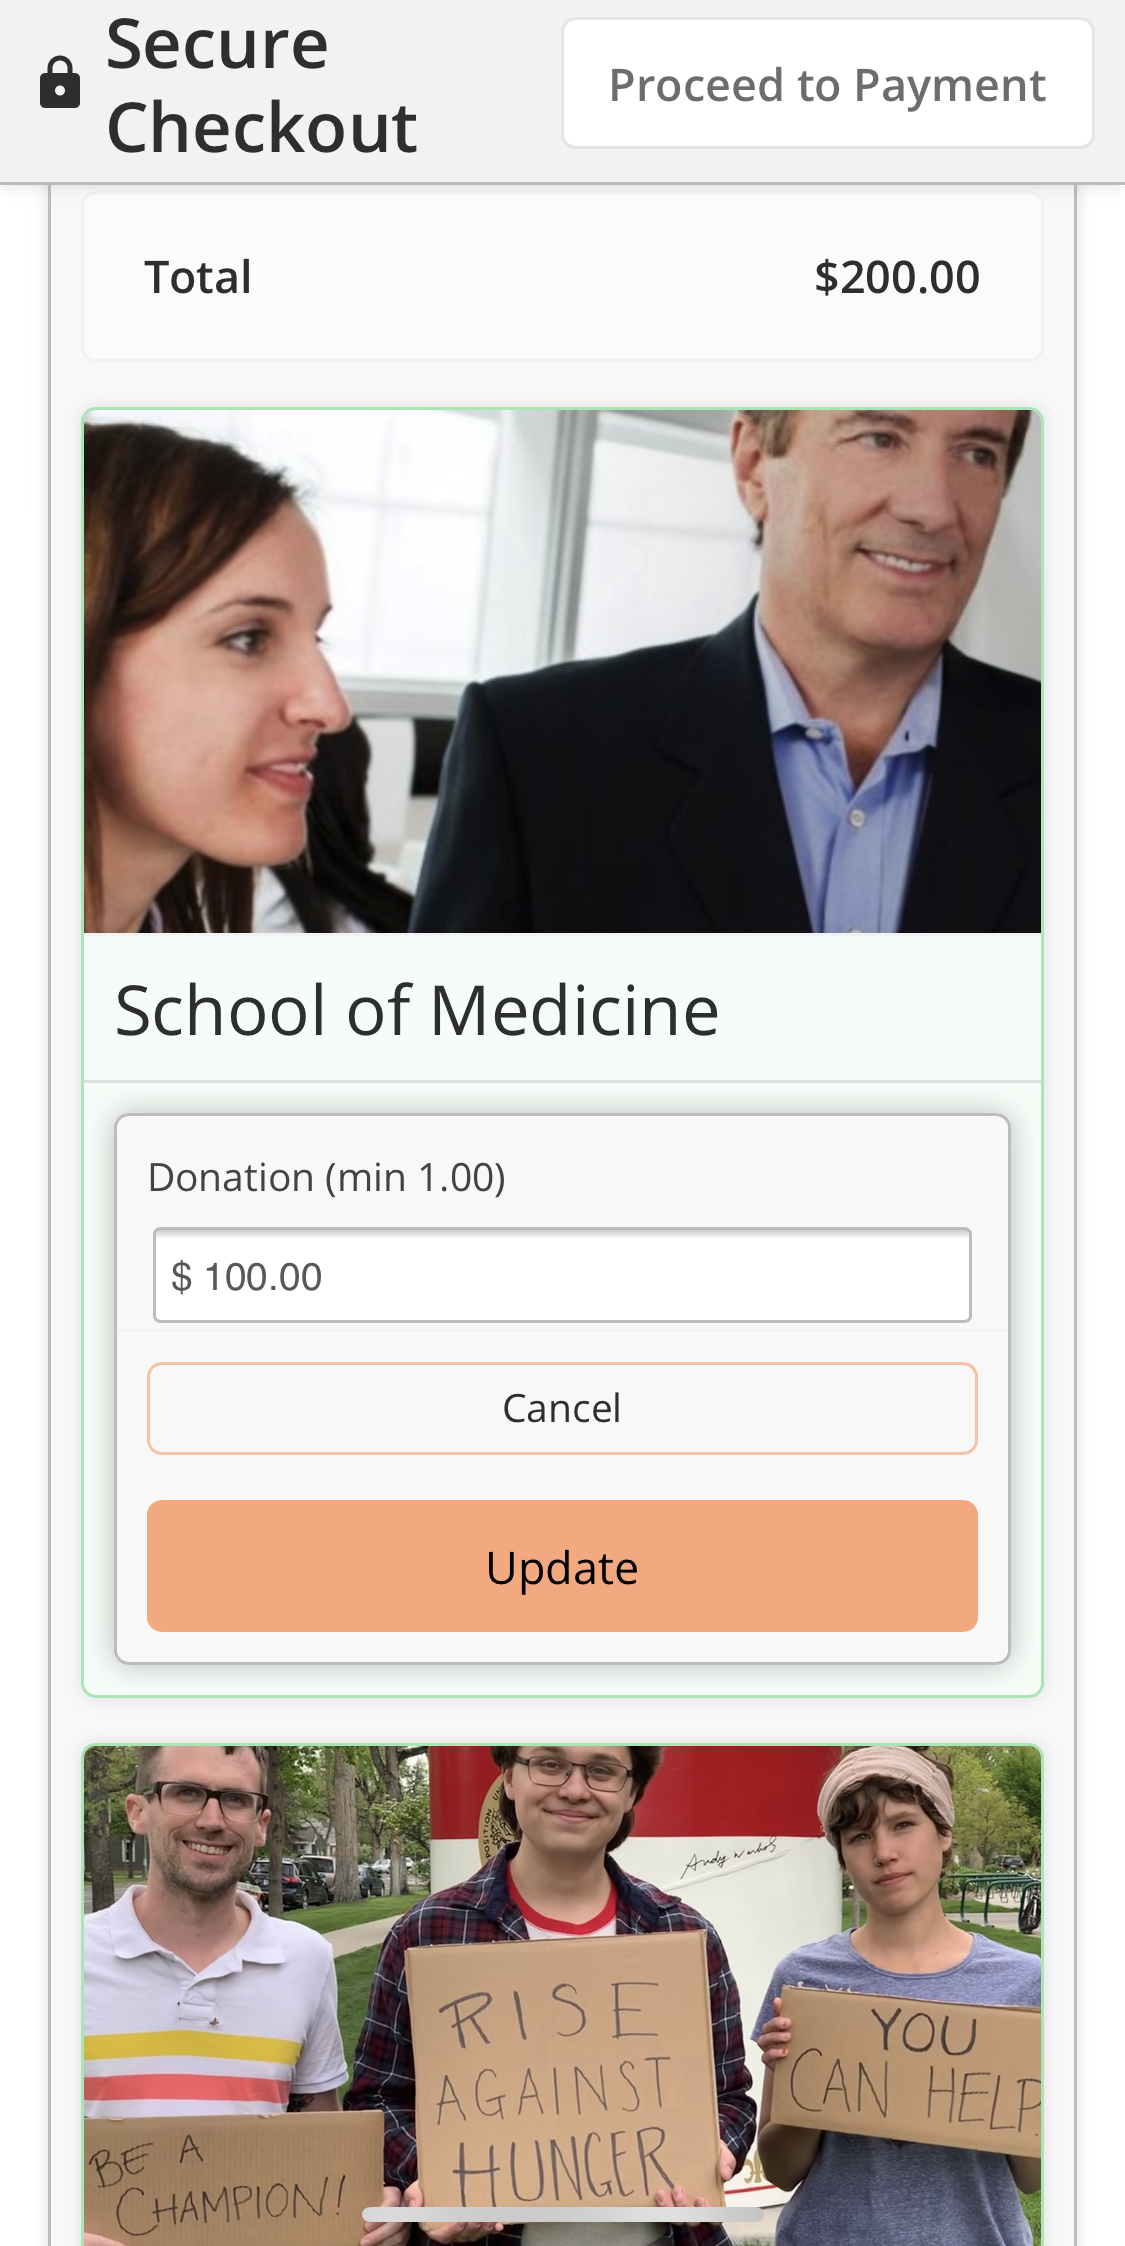 Secure
Checkout
Proceed to Payment
Total
$200.00
School of Medicine
Donation (min 1.00)
$ 100.00
Cancel
Update
Andy Warhol
RISE
AGAINST
HUNGER
YOU
CAN HELP
BE A
CHAMPION!